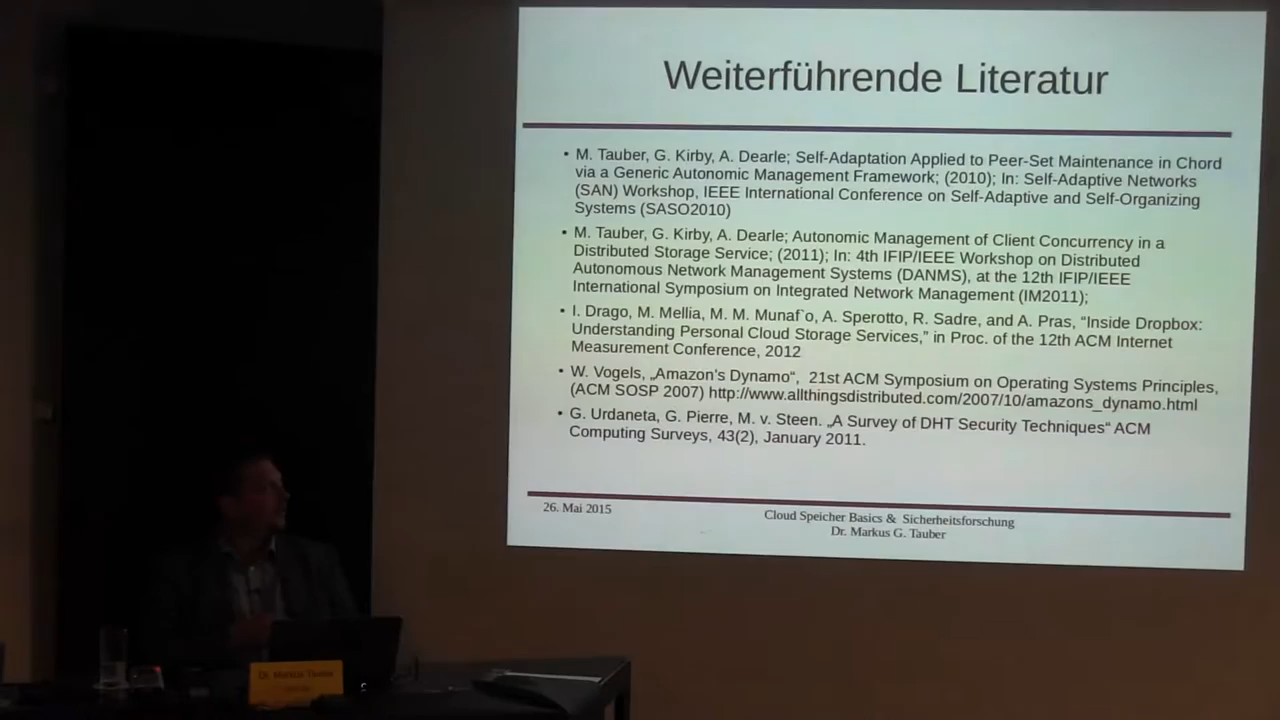 Weiterführende Literatur
• M. Tauber, G. Kirby, A. Dearle; Self-Adaptation Applied to Peer-Set Maintenance in Chord
via a Generic Autonomic Management Framework; (2010); In: Self-Adaptive Networks
(SAN) Workshop, IEEE International Conference on Self-Adaptive and Self-Organizing
Systems (SASO2010)
• M. Tauber, G. Kirby, A. Dearle; Autonomic Management of Client Concurrency in a
Distributed Storage Service; (2011); In: 4th IFIP/IEEE Workshop on Distributed
Autonomous Network Management Systems (DANMS), at the 12th IFIP/IEEE
International Symposium on Integrated Network Management (IM2011);
• I. Drago, M. Mellia, M. M. Munaf`o, A. Sperotto, R. Sadre, and A. Pras, “Inside Dropbox:
Understanding Personal Cloud Storage Services,” in Proc. of the 12th ACM Internet
Measurement Conference, 2012
• W. Vogels, „Amazon's Dynamo“, 21st ACM Symposium on Operating Systems Principles,
(ACM SOSP 2007) http://www.allthingsdistributed.com/2007/10/amazons_dynamo.html
• G. Urdaneta, G. Pierre, M. v. Steen. „A Survey of DHT Security Techniques“ ACM
Computing Surveys, 43(2), January 2011.
26. Mai 2015
Cloud Speicher Basics & Sicherheitsforschung
Dr. Markus G. Tauber
Dr. Markus